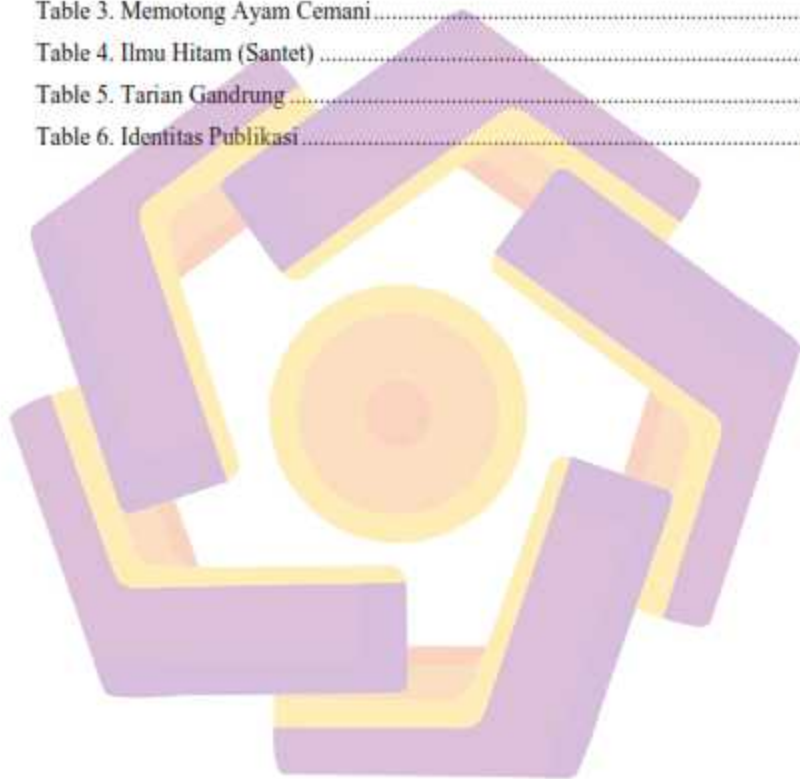 Table 3. Memotong Ayam Cemani........................................................................
Table 4. Ilmu Hitam (Santet) ................................................................................
Table 5. Tarian Gandrung .....................................................................................
Table 6. Identitas Publikasi...................................................................................